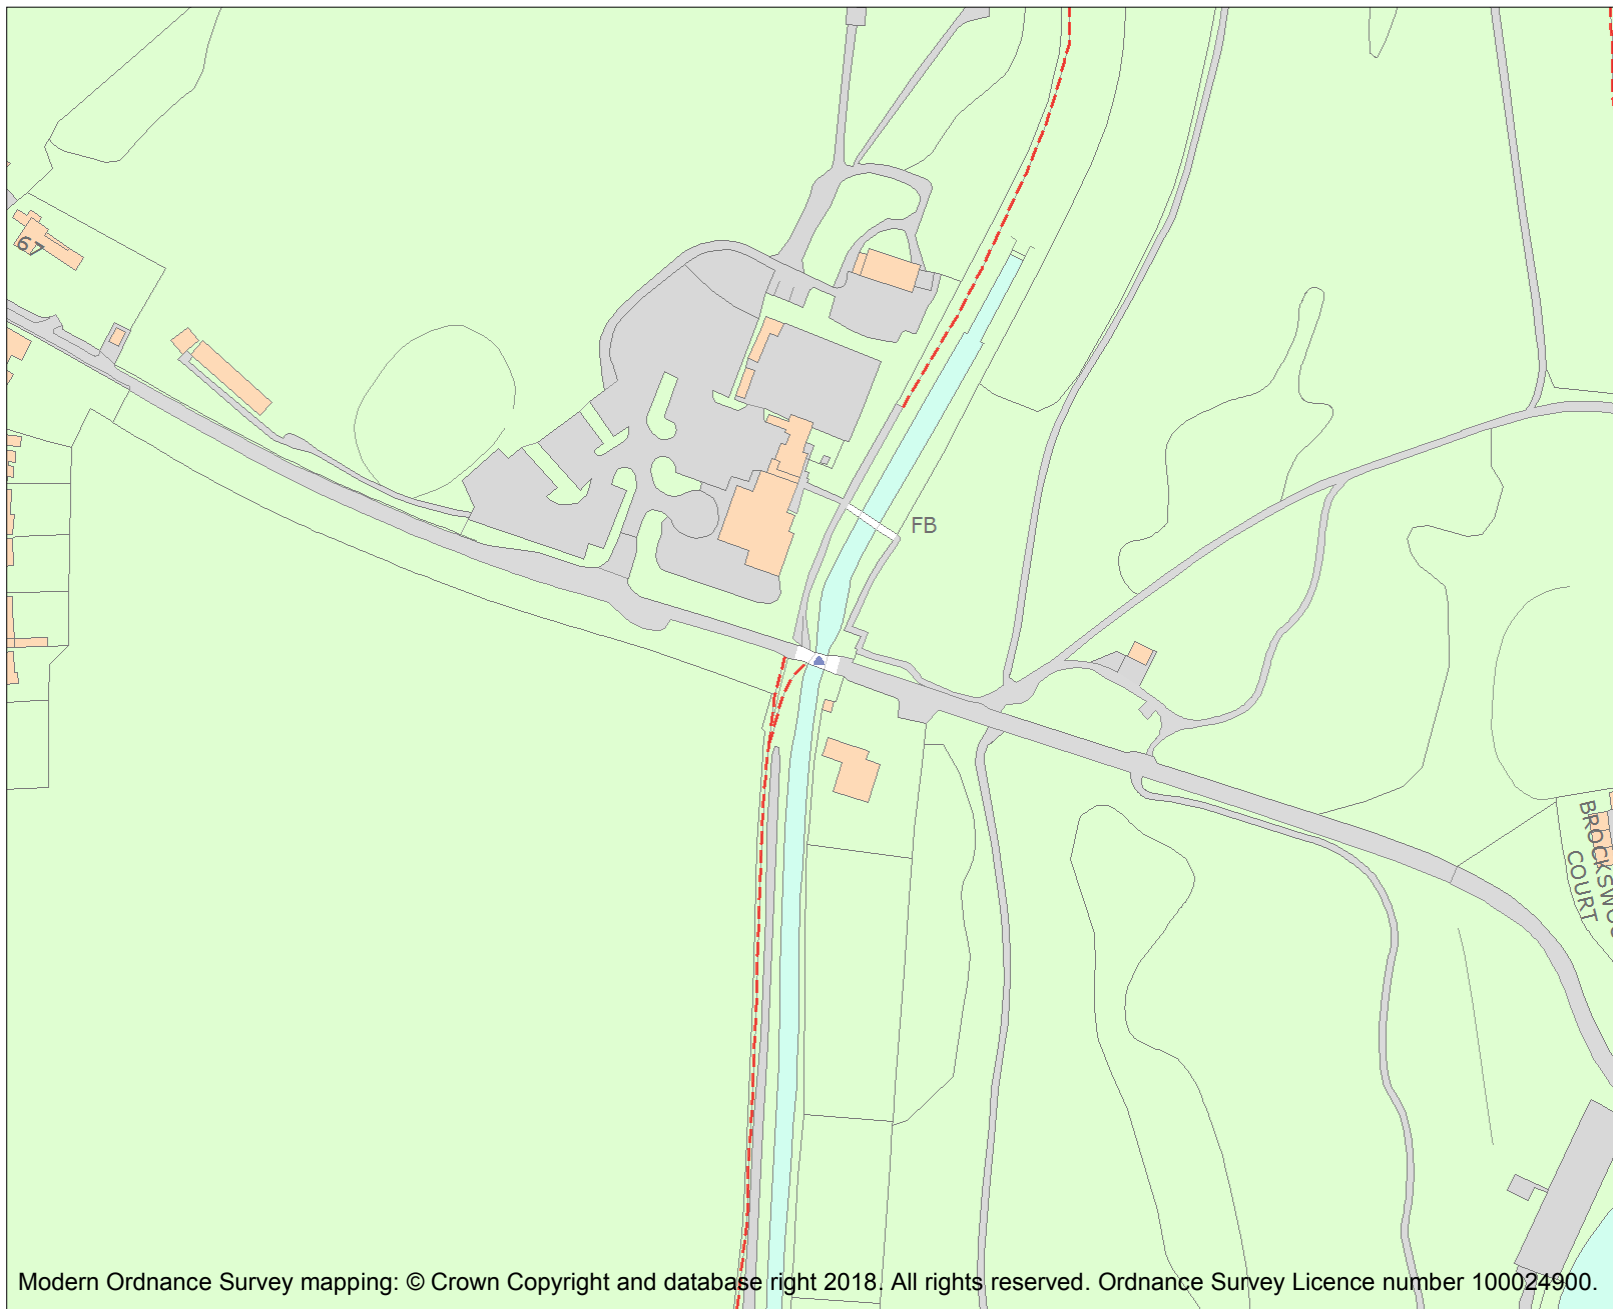 67
FB
BROCKSWO
COURT
Modern Ordnance Survey mapping: © Crown Copyright and database right 2018. All rights reserved. Ordnance Survey Licence number 100024900.